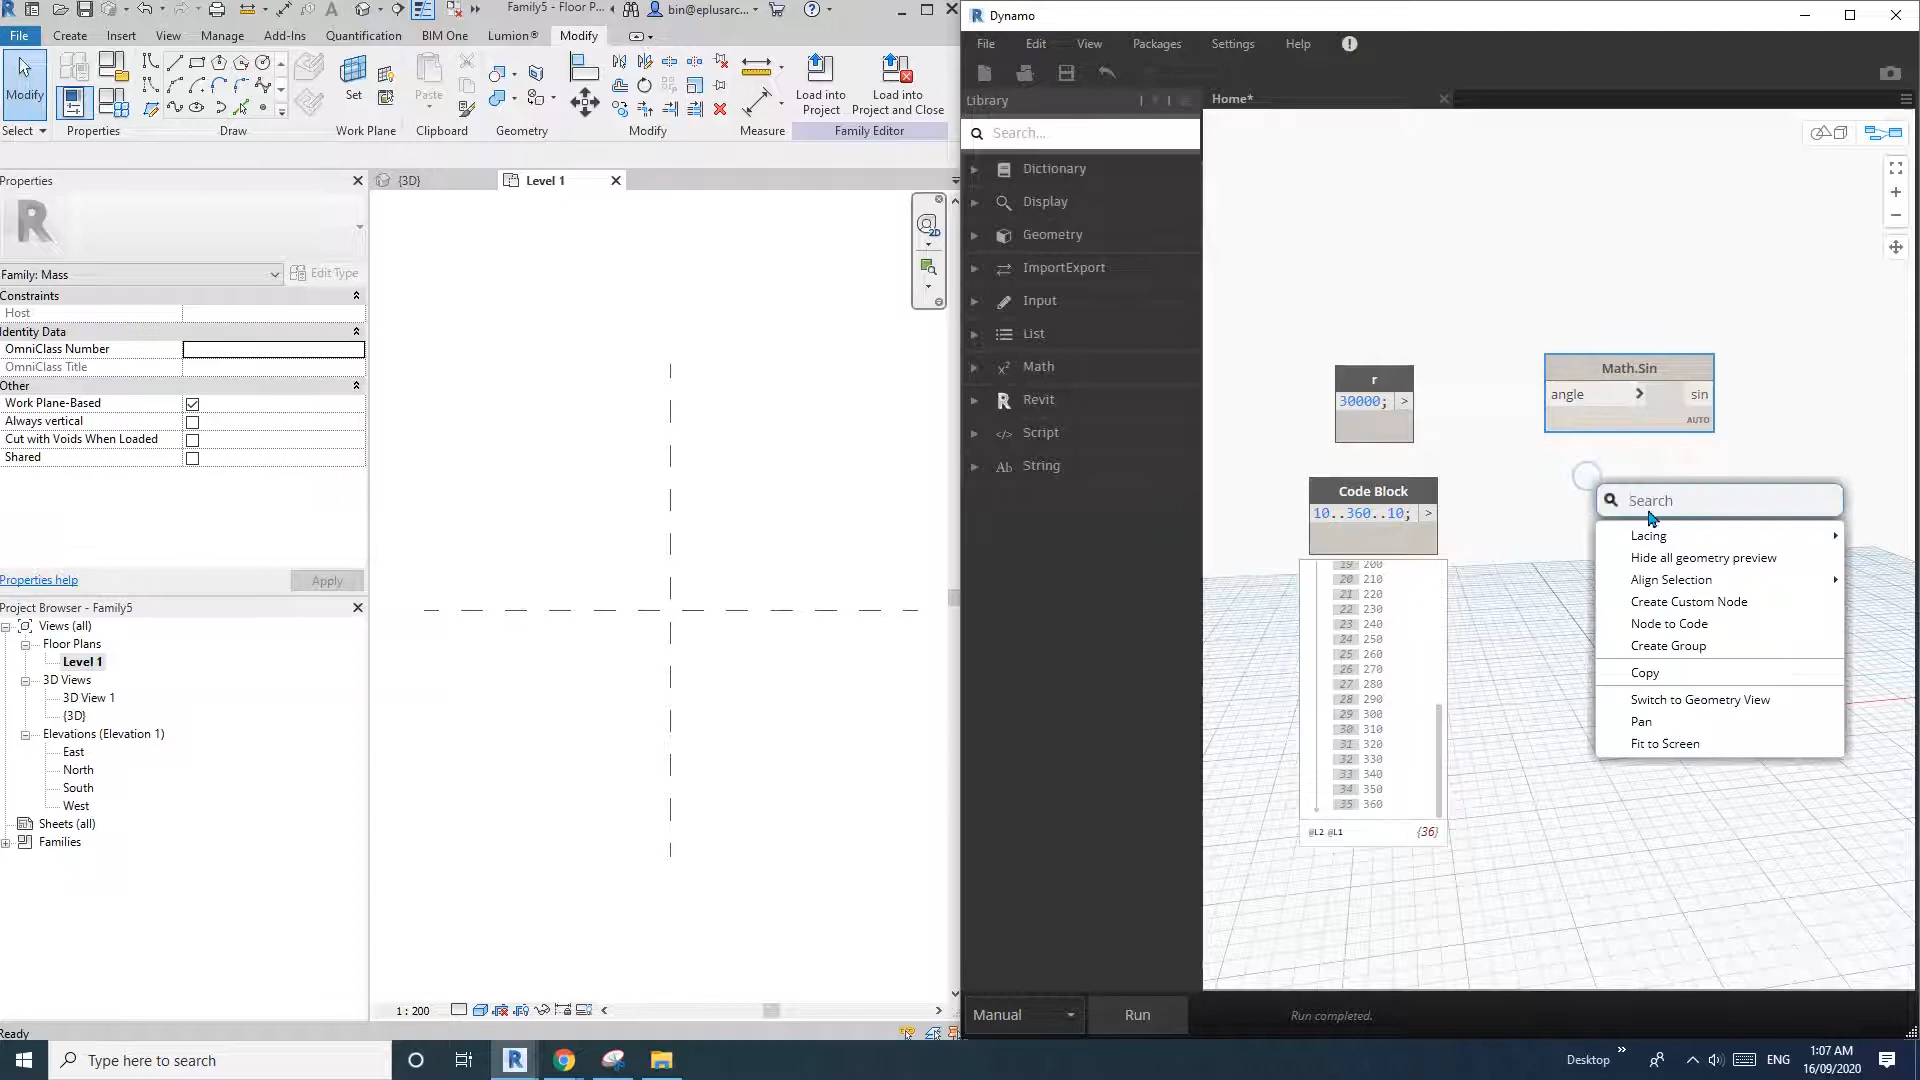 Family5 - Floor P...
bin@eplusarc...
File
Create
Insert
View
Manage
Add-Ins
Quantification
BIM One
Lumion®
Modify
Modify
Paste
Set
Load into
Project
Load into
Project and Close
Select
Properties
Draw
Work Plane
Clipboard
Geometry
Modify
Measure
Family Editor
Properties
{3D}
Level 1
R
2D
Family: Mass
Edit Type
Constraints
Host
Identity Data
OmniClass Number
OmniClass Title
Other
Work Plane-Based
Always vertical
Cut with Voids When Loaded
Shared
Properties help
Apply
Project Browser - Family5
Views (all)
Floor Plans
Level 1
3D Views
3D View 1
{3D}
Elevations (Elevation 1)
East
North
South
West
Sheets (all)
Families
1 : 200
Ready
Dynamo
File
Edit
View
Packages
Settings
Help
Library
Home*
Search...
Dictionary
Display
Geometry
ImportExport
Input
List
Math
Revit
Script
Ab String
r
30000; >
Math.Sin
angle > sin
AUTO
Code Block
10..360..10; >
19 200
20 210
21 220
22 230
23 240
24 250
25 260
26 270
27 280
28 290
29 300
30 310
31 320
32 330
33 340
34 350
35 360
@L2 @L1 {36}
Search
Lacing
Hide all geometry preview
Align Selection
Create Custom Node
Node to Code
Create Group
Copy
Switch to Geometry View
Pan
Fit to Screen
Manual
Run
Run completed.
Type here to search
Desktop
ENG
1:07 AM
16/09/2020